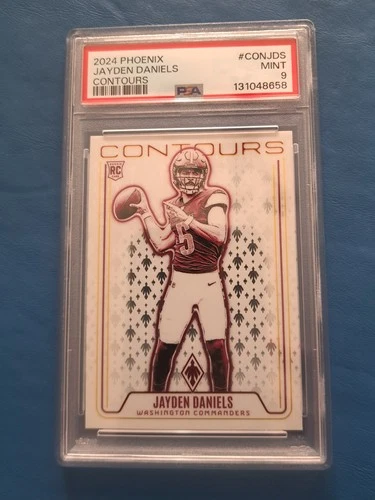 2024 PHOENIX #CONJDS
JAYDEN DANIELS MINT
CONTOURS 9
PSA 131048658
CONTOURS
RC
5
JAYDEN DANIELS
WASHINGTON COMMANDERS